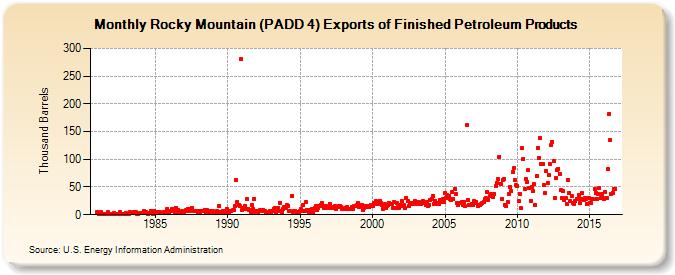 Monthly Rocky Mountain (PADD 4) Exports of Finished Petroleum Products
Thousand Barrels
300
250
200
150
100
50
0
1985 1990 1995 2000 2005 2010 2015
Source: U.S. Energy Information Administration